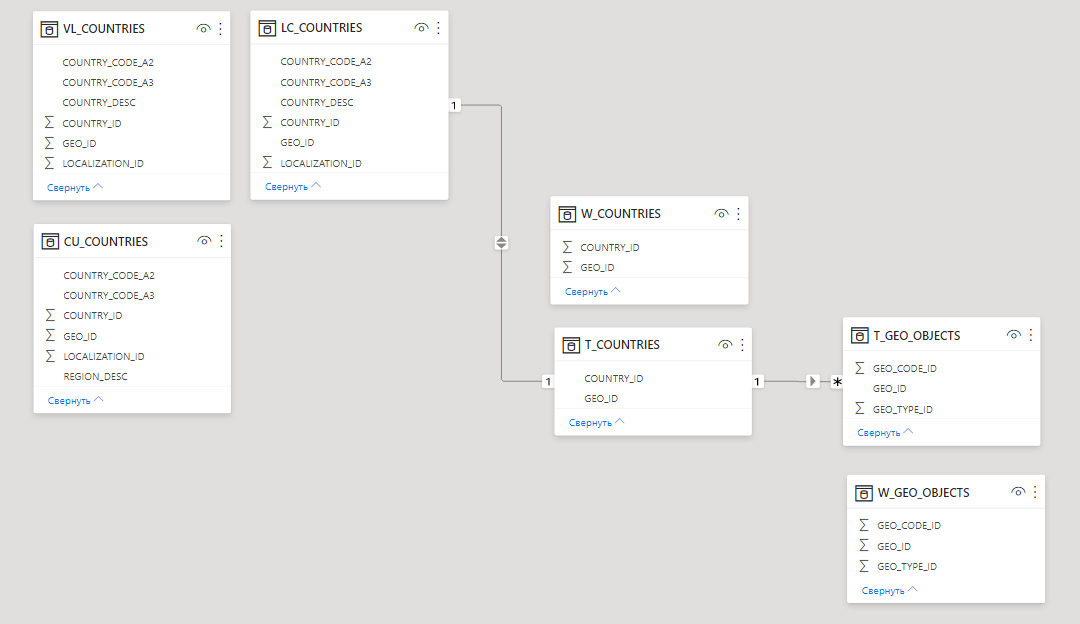 VL_COUNTRIES
COUNTRY_CODE_A2
COUNTRY_CODE_A3
COUNTRY_DESC
COUNTRY_ID
GEO_ID
LOCALIZATION_ID
Свернуть
LC_COUNTRIES
COUNTRY_CODE_A2
COUNTRY_CODE_A3
COUNTRY_DESC
COUNTRY_ID
GEO_ID
LOCALIZATION_ID
Свернуть
1
CU_COUNTRIES
COUNTRY_CODE_A2
COUNTRY_CODE_A3
COUNTRY_ID
GEO_ID
LOCALIZATION_ID
REGION_DESC
Свернуть
W_COUNTRIES
COUNTRY_ID
GEO_ID
Свернуть
1
T_COUNTRIES
COUNTRY_ID
GEO_ID
Свернуть
1
*
T_GEO_OBJECTS
GEO_CODE_ID
GEO_ID
GEO_TYPE_ID
Свернуть
W_GEO_OBJECTS
GEO_CODE_ID
GEO_ID
GEO_TYPE_ID
Свернуть